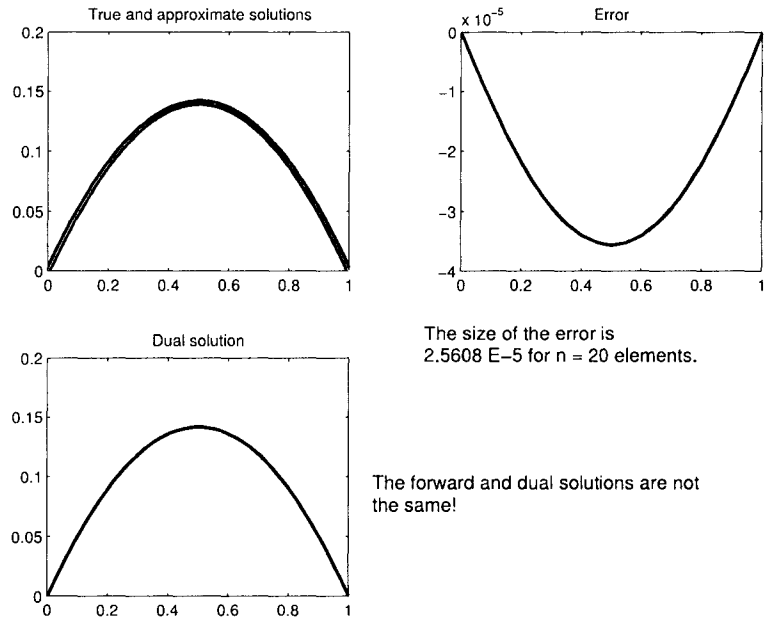 True and approximate solutions
0.2
0.15
0.1
0.05
0
0 0.2 0.4 0.6 0.8 1
Error
x 10⁻⁵
0
−1
−2
−3
−4
0 0.2 0.4 0.6 0.8 1
Dual solution
0.2
0.15
0.1
0.05
0
0 0.2 0.4 0.6 0.8 1
The size of the error is
2.5608 E−5 for n = 20 elements.
The forward and dual solutions are not
the same!